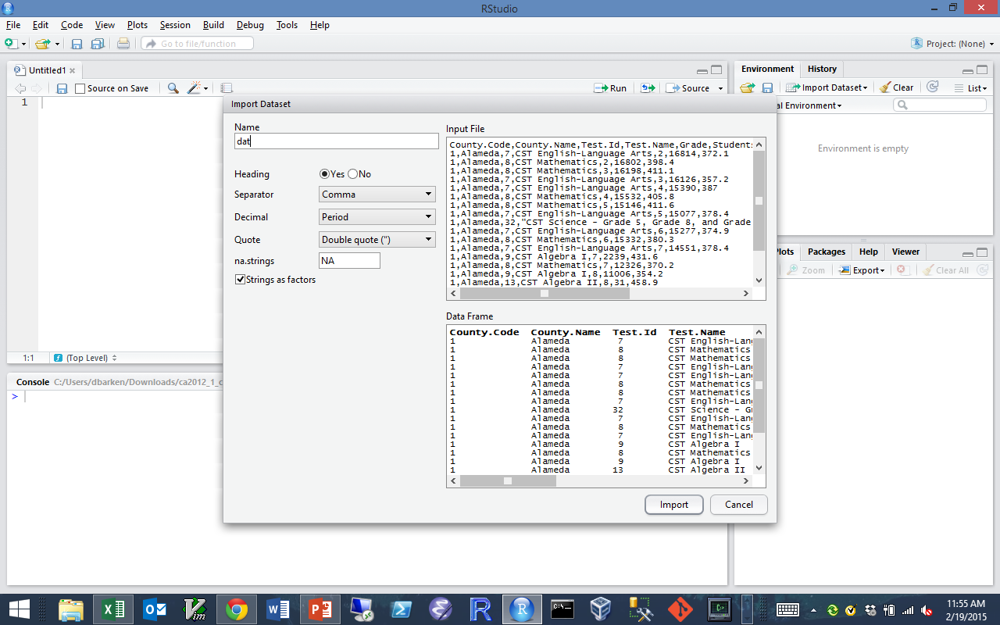 RStudio
File Edit Code View Plots Session Build Debug Tools Help
Go to file/function
Project: (None)
Untitled1
Source on Save
Run
Source
1
1:1
(Top Level)
Console C:/Users/dbarken/Downloads/ca2012_1_c
>
Import Dataset
Name
dat
Heading
Yes
No
Separator
Comma
Decimal
Period
Quote
Double quote (")
na.strings
NA
Strings as factors
Input File
County.Code,County.Name,Test.Id,Test.Name,Grade,Students
1,Alameda,7,CST English-Language Arts,2,16814,372.1
1,Alameda,8,CST Mathematics,2,16802,398.4
1,Alameda,8,CST Mathematics,3,16198,411.1
1,Alameda,7,CST English-Language Arts,3,16126,357.2
1,Alameda,7,CST English-Language Arts,4,15390,387
1,Alameda,8,CST Mathematics,4,15532,405.8
1,Alameda,8,CST Mathematics,5,15146,411.6
1,Alameda,7,CST English-Language Arts,5,15077,378.4
1,Alameda,32,"CST Science - Grade 5, Grade 8, and Grade
1,Alameda,7,CST English-Language Arts,6,15277,374.9
1,Alameda,8,CST Mathematics,6,15332,380.3
1,Alameda,7,CST English-Language Arts,7,14551,378.4
1,Alameda,9,CST Algebra I,7,2239,431.6
1,Alameda,8,CST Mathematics,7,12326,370.2
1,Alameda,9,CST Algebra I,8,11006,354.2
1,Alameda,13,CST Algebra II,8,31,458.9
Data Frame
County.Code County.Name Test.Id Test.Name
1 Alameda 7 CST English-Lang
1 Alameda 8 CST Mathematics
1 Alameda 8 CST Mathematics
1 Alameda 7 CST English-Lang
1 Alameda 7 CST English-Lang
1 Alameda 8 CST Mathematics
1 Alameda 8 CST Mathematics
1 Alameda 7 CST English-Lang
1 Alameda 32 CST Science - Gr
1 Alameda 7 CST English-Lang
1 Alameda 8 CST Mathematics
1 Alameda 7 CST English-Lang
1 Alameda 9 CST Algebra I
1 Alameda 8 CST Mathematics
1 Alameda 9 CST Algebra I
1 Alameda 13 CST Algebra II
Import
Cancel
Environment History
Import Dataset
Clear
List
al Environment
Environment is empty
lots Packages Help Viewer
Zoom
Export
Clear All
11:55 AM
2/19/2015